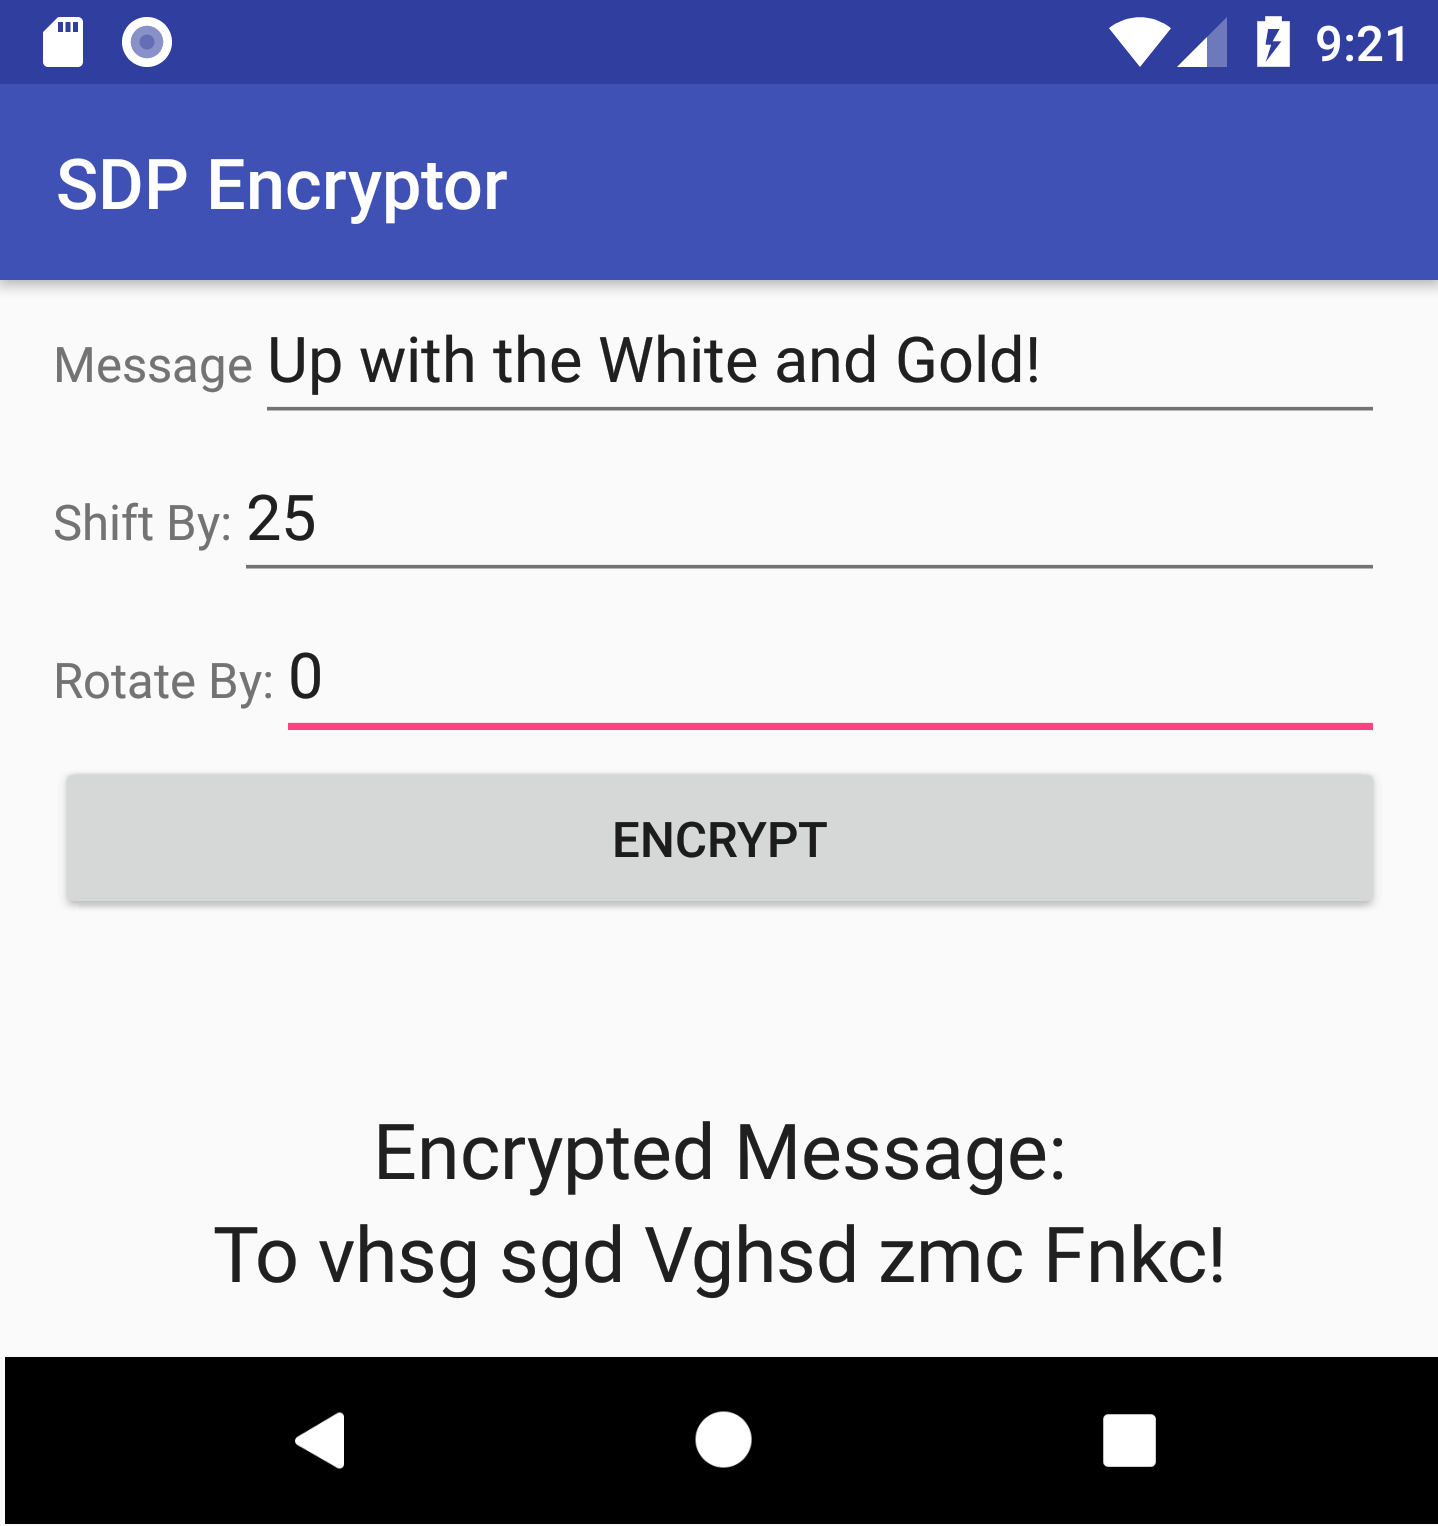 9:21
SDP Encryptor
Message Up with the White and Gold!
Shift By: 25
Rotate By: 0
ENCRYPT
Encrypted Message:
To vhsg sgd Vghsd zmc Fnkc!